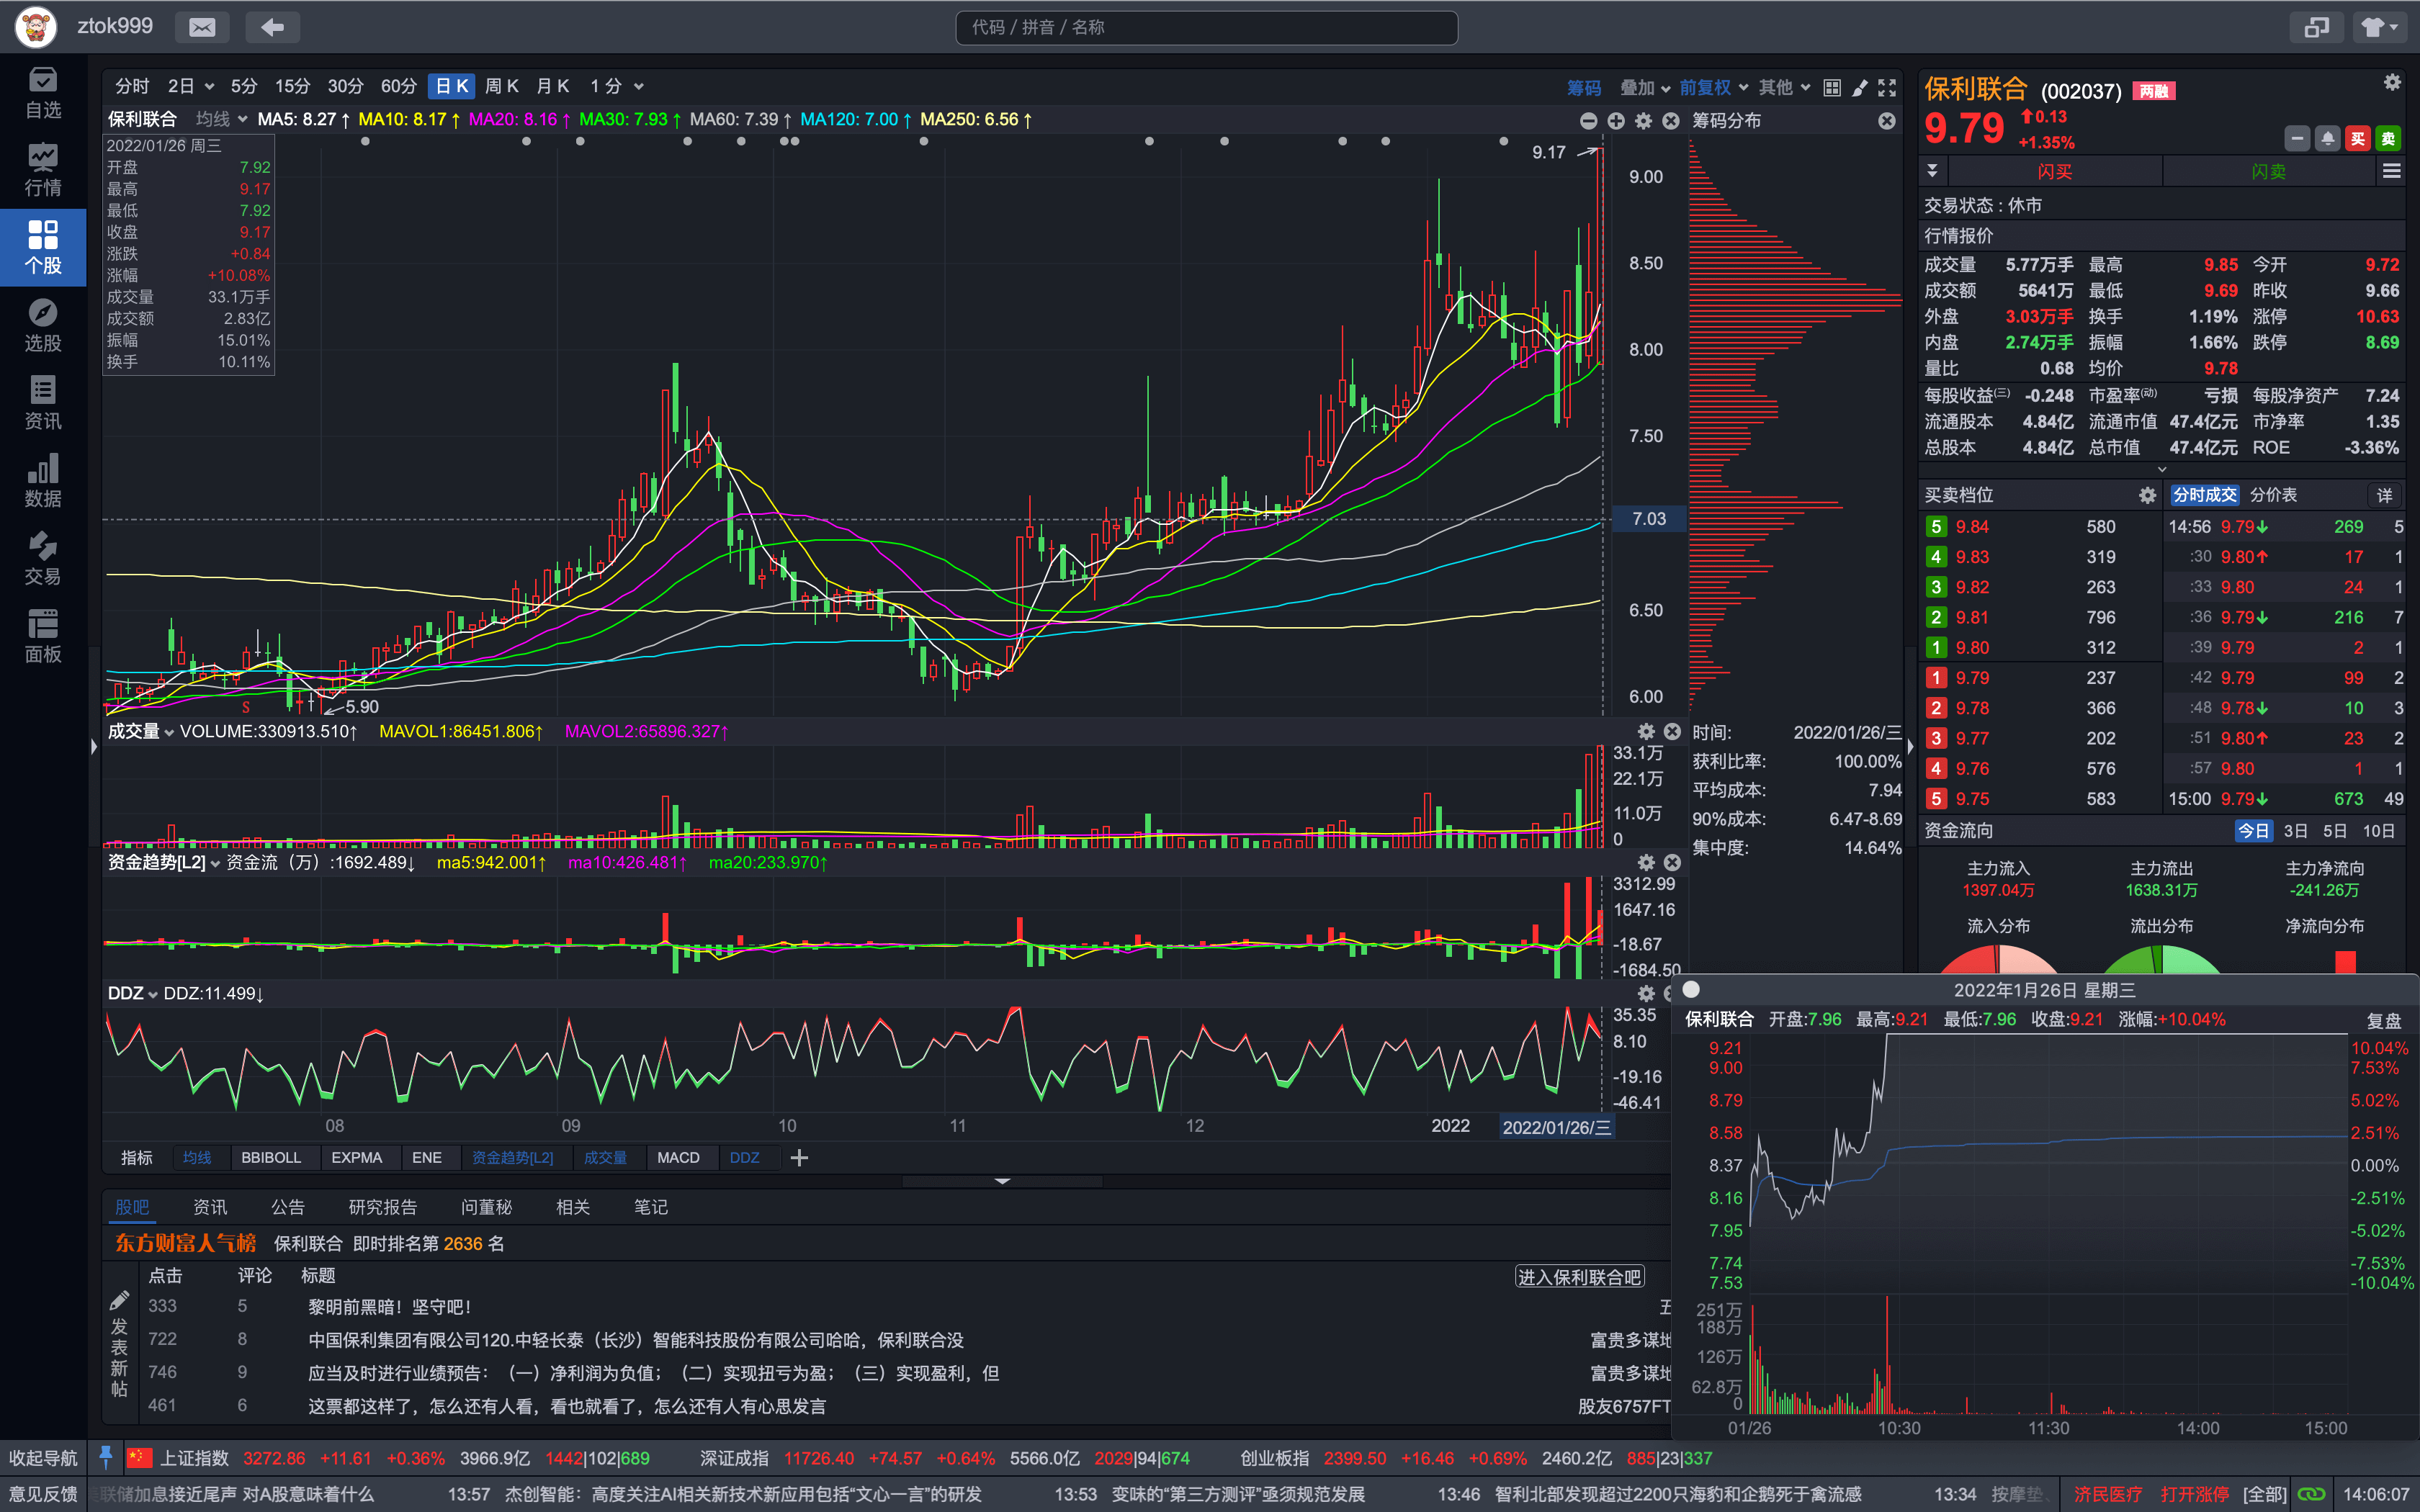 ztok999
代码 / 拼音 / 名称
自选
行情
个股
选股
资讯
数据
交易
面板
分时 2日 5分 15分 30分 60分 日K 周K 月K 1分
筹码 叠加 前复权 其他
保利联合 均线 MA5: 8.27↑ MA10: 8.17↑ MA20: 8.16↑ MA30: 7.93↑ MA60: 7.39↑ MA120: 7.00↑ MA250: 6.56↑
筹码分布
2022/01/26 周三
开盘 7.92
最高 9.17
最低 7.92
收盘 9.17
涨跌 +0.84
涨幅 +10.08%
成交量 33.1万手
成交额 2.83亿
振幅 15.01%
换手 10.11%
9.17
9.00
8.50
8.00
7.50
7.03
6.50
6.00
S
5.90
成交量 VOLUME:330913.510↑ MAVOL1:86451.806↑ MAVOL2:65896.327↑
33.1万
22.1万
11.0万
0
资金趋势[L2] 资金流（万）:1692.489↓ ma5:942.001↑ ma10:426.481↑ ma20:233.970↑
3312.99
1647.16
-18.67
-1684.50
DDZ DDZ:11.499↓
35.35
8.10
-19.16
-46.41
08 09 10 11 12 2022 2022/01/26/三
时间: 2022/01/26/三
获利比率: 100.00%
平均成本: 7.94
90%成本: 6.47-8.69
集中度: 14.64%
指标 均线 BBIBOLL EXPMA ENE 资金趋势[L2] 成交量 MACD DDZ
股吧 资讯 公告 研究报告 问董秘 相关 笔记
东方财富人气榜 保利联合 即时排名第 2636 名
点击 评论 标题 进入保利联合吧
发表新帖
333 5 黎明前黑暗！坚守吧！ 五
722 8 中国保利集团有限公司120.中轻长泰（长沙）智能科技股份有限公司哈哈，保利联合没 富贵多谋地
746 9 应当及时进行业绩预告：（一）净利润为负值；（二）实现扭亏为盈；（三）实现盈利，但 富贵多谋地
461 6 这票都这样了，怎么还有人看，看也就看了，怎么还有人有心思发言 股友6757FT
保利联合 (002037) 两融
9.79 0.13
+1.35%
买 卖
闪买 闪卖
交易状态：休市
行情报价
成交量 5.77万手 最高 9.85 今开 9.72
成交额 5641万 最低 9.69 昨收 9.66
外盘 3.03万手 换手 1.19% 涨停 10.63
内盘 2.74万手 振幅 1.66% 跌停 8.69
量比 0.68 均价 9.78
每股收益(三) -0.248 市盈率(动) 亏损 每股净资产 7.24
流通股本 4.84亿 流通市值 47.4亿元 市净率 1.35
总股本 4.84亿 总市值 47.4亿元 ROE -3.36%
买卖档位 分时成交 分价表 详
5 9.84 580 14:56 9.79↓ 269 5
4 9.83 319 :30 9.80↑ 17 1
3 9.82 263 :33 9.80 24 1
2 9.81 796 :36 9.79↓ 216 7
1 9.80 312 :39 9.79 2 1
1 9.79 237 :42 9.79 99 2
2 9.78 366 :48 9.78↓ 10 3
3 9.77 202 :51 9.80↑ 23 2
4 9.76 576 :57 9.80 1 1
5 9.75 583 15:00 9.79↓ 673 49
资金流向 今日 3日 5日 10日
主力流入 主力流出 主力净流向
1397.04万 1638.31万 -241.26万
流入分布 流出分布 净流向分布
2022年1月26日 星期三
保利联合 开盘:7.96 最高:9.21 最低:7.96 收盘:9.21 涨幅:+10.04% 复盘
9.21 10.04%
9.00 7.53%
8.79 5.02%
8.58 2.51%
8.37 0.00%
8.16 -2.51%
7.95 -5.02%
7.74 -7.53%
7.53 -10.04%
251万
188万
126万
62.8万
0
01/26 10:30 11:30 14:00 15:00
收起导航 上证指数 3272.86 +11.61 +0.36% 3966.9亿 1442|102|689 深证成指 11726.40 +74.57 +0.64% 5566.0亿 2029|94|674 创业板指 2399.50 +16.46 +0.69% 2460.2亿 885|23|337
意见反馈 联储加息接近尾声 对A股意味着什么 13:57 杰创智能：高度关注AI相关新技术新应用包括“文心一言”的研发 13:53 变味的“第三方测评”亟须规范发展 13:46 智利北部发现超过2200只海豹和企鹅死于禽流感 13:34 按摩垫、 济民医疗 打开涨停 [全部] 14:06:07